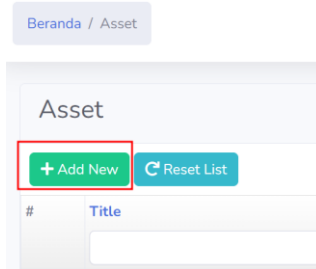 Beranda / Asset
Asset
+ Add New Reset List
# Title